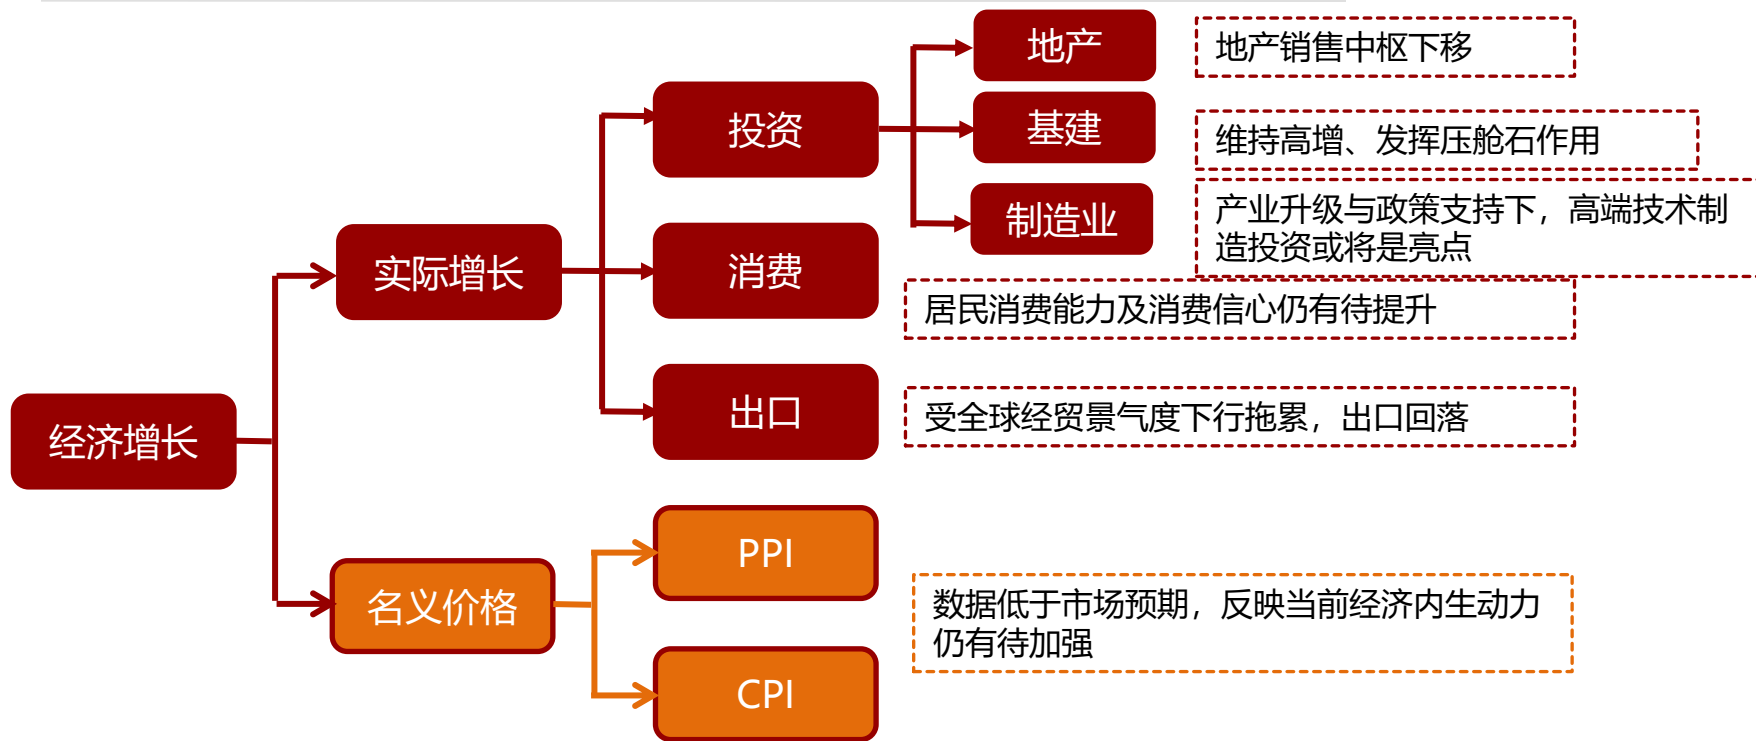 地产
地产销售中枢下移
投资
基建
维持高增、发挥压舱石作用
制造业
产业升级与政策支持下，高端技术制
造投资或将是亮点
实际增长
消费
居民消费能力及消费信心仍有待提升
出口
受全球经贸景气度下行拖累，出口回落
经济增长
PPI
名义价格
数据低于市场预期，反映当前经济内生动力
仍有待加强
CPI